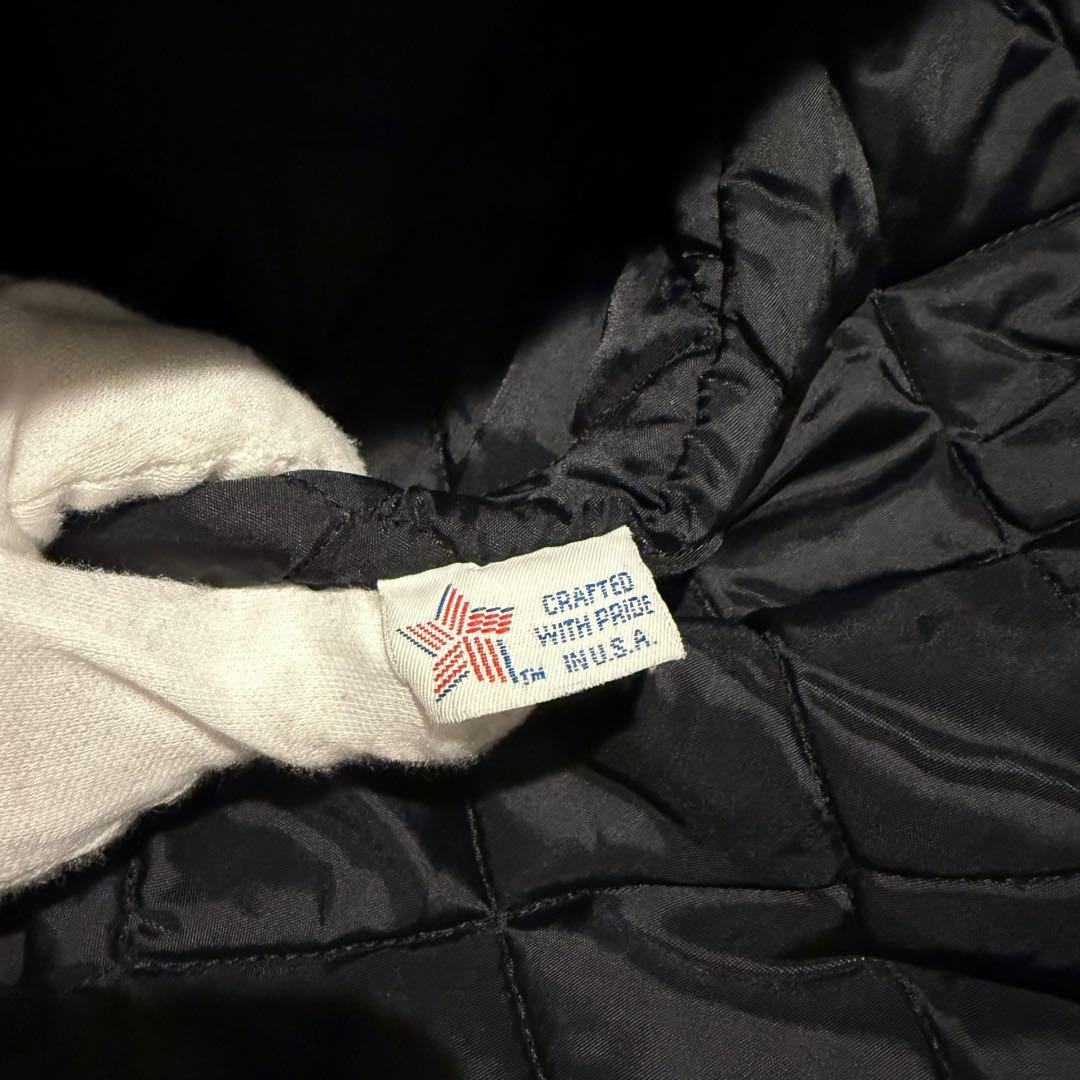 CRAFTED
WITH PRIDE
IN U.S.A.
TM